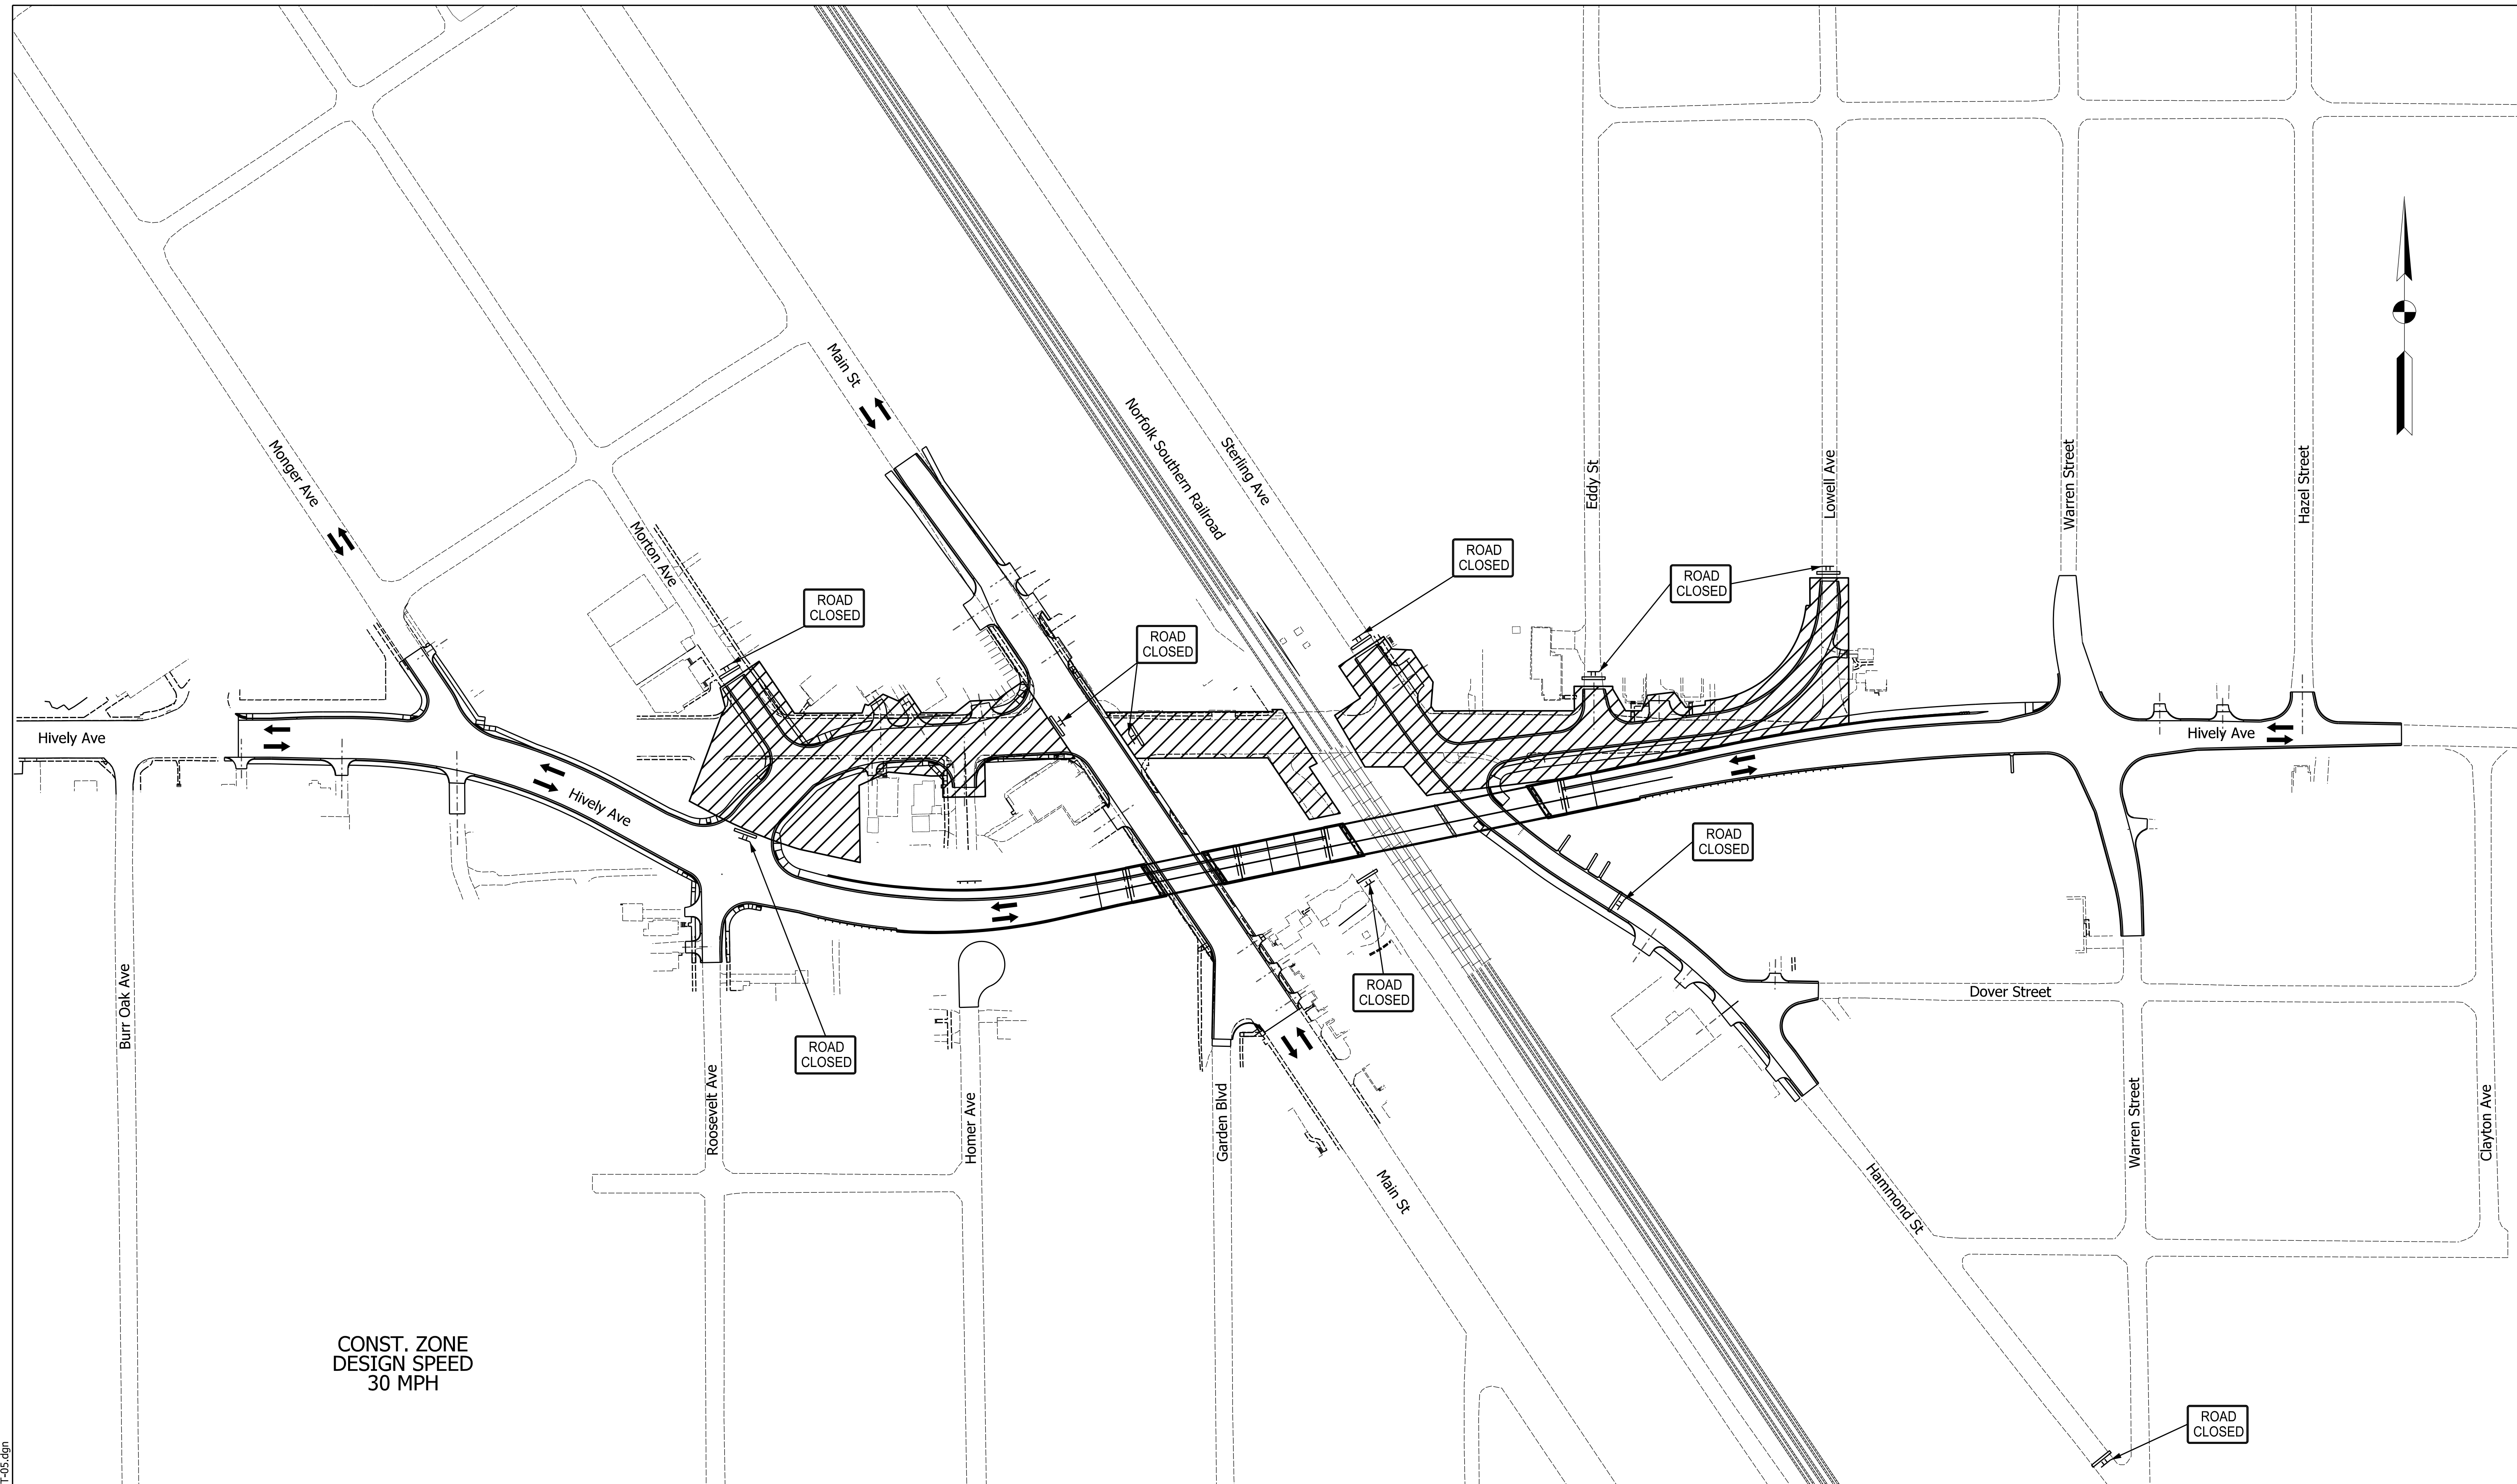 Main St
Norfolk Southern Railroad
Sterling Ave
Monger Ave
Morton Ave
Eddy St
Lowell Ave
Warren Street
Hazel Street
ROAD
CLOSED
ROAD
CLOSED
ROAD
CLOSED
ROAD
CLOSED
Hively Ave
Hively Ave
Hively Ave
ROAD
CLOSED
ROAD
CLOSED
Dover Street
Burr Oak Ave
ROAD
CLOSED
Roosevelt Ave
Homer Ave
Garden Blvd
Main St
Warren Street
Clayton Ave
Hammond St
CONST. ZONE
DESIGN SPEED
30 MPH
ROAD
CLOSED
T-05.dgn